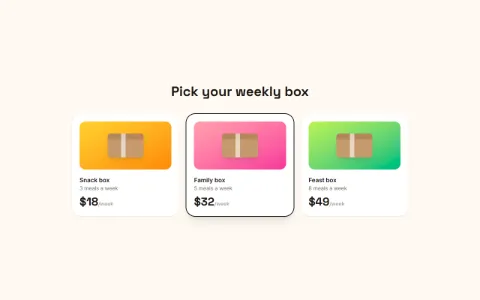 Pick your weekly box
Snack box
3 meals a week
$18/week
Family box
5 meals a week
$32/week
Feast box
8 meals a week
$49/week